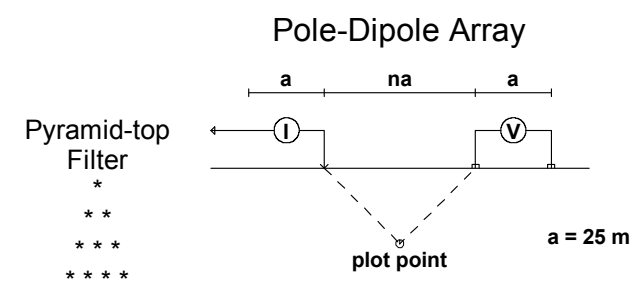 Pole-Dipole Array
a na a
Pyramid-top
Filter
*
* *
* * *
* * * *
I V
plot point
a = 25 m